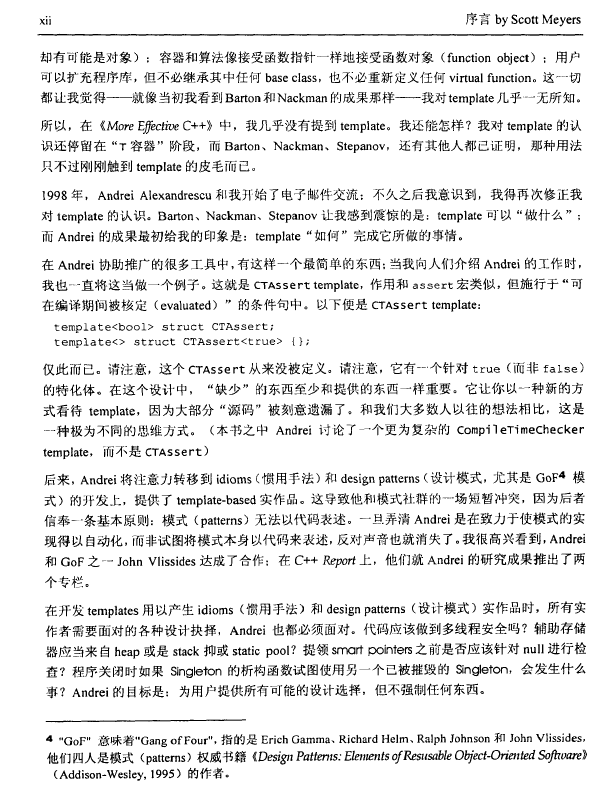 xii 序言 by Scott Meyers
却有可能是对象）；容器和算法像接受函数指针一样地接受函数对象（function object）；用户
可以扩充程序库，但不必继承其中任何 base class，也不必重新定义任何 virtual function。这一切
都让我觉得——就像当初我看到 Barton 和 Nackman 的成果那样——我对 template 几乎一无所知。
所以，在《More Effective C++》中，我几乎没有提到 template。我还能怎样？我对 template 的认
识还停留在“T 容器”阶段，而 Barton、Nackman、Stepanov，还有其他人都已证明，那种用法
只不过刚刚触到 template 的皮毛而已。
1998 年，Andrei Alexandrescu 和我开始了电子邮件交流；不久之后我意识到，我得再次修正我
对 template 的认识。Barton、Nackman、Stepanov 让我感到震惊的是：template 可以“做什么”；
而 Andrei 的成果最初给我的印象是：template“如何”完成它所做的事情。
在 Andrei 协助推广的很多工具中，有这样一个最简单的东西；当我向人们介绍 Andrei 的工作时，
我也一直将这当做一个例子。这就是 CTAssert template，作用和 assert 宏类似，但施行于“可
在编译期间被核定（evaluated）”的条件句中。以下便是 CTAssert template：
template<bool> struct CTAssert;
template<> struct CTAssert<true> {};
仅此而已。请注意，这个 CTAssert 从来没被定义。请注意，它有一个针对 true（而非 false）
的特化体。在这个设计中，“缺少”的东西至少和提供的东西一样重要。它让你以一种新的方
式看待 template，因为大部分“源码”被刻意遗漏了。和我们大多数人以往的想法相比，这是
一种极为不同的思维方式。（本书之中 Andrei 讨论了一个更为复杂的 CompileTimeChecker
template，而不是 CTAssert）
后来，Andrei 将注意力转移到 idioms（惯用手法）和 design patterns（设计模式，尤其是 GoF4 模
式）的开发上，提供了 template-based 实作品。这导致他和模式社群的一场短暂冲突，因为后者
信奉一条基本原则：模式（patterns）无法以代码表述。一旦弄清 Andrei 是在致力于使模式的实
现得以自动化，而非试图将模式本身以代码来表述，反对声音也就消失了。我很高兴看到，Andrei
和 GoF 之一 John Vlissides 达成了合作；在 C++ Report 上，他们就 Andrei 的研究成果推出了两
个专栏。
在开发 templates 用以产生 idioms（惯用手法）和 design patterns（设计模式）实作品时，所有实
作者需要面对的各种设计抉择，Andrei 也都必须面对。代码应该做到多线程安全吗？辅助存储
器应当来自 heap 或是 stack 抑或 static pool？提领 smart pointers 之前是否应该针对 null 进行检
查？程序关闭时如果 Singleton 的析构函数试图使用另一个已被摧毁的 Singleton，会发生什么
事？Andrei 的目标是：为用户提供所有可能的设计选择，但不强制任何东西。
4 "GoF" 意味着"Gang of Four"，指的是 Erich Gamma、Richard Helm、Ralph Johnson 和 John Vlissides，
他们四人是模式（patterns）权威书籍《Design Patterns: Elements of Resusable Object-Oriented Software》
（Addison-Wesley, 1995）的作者。